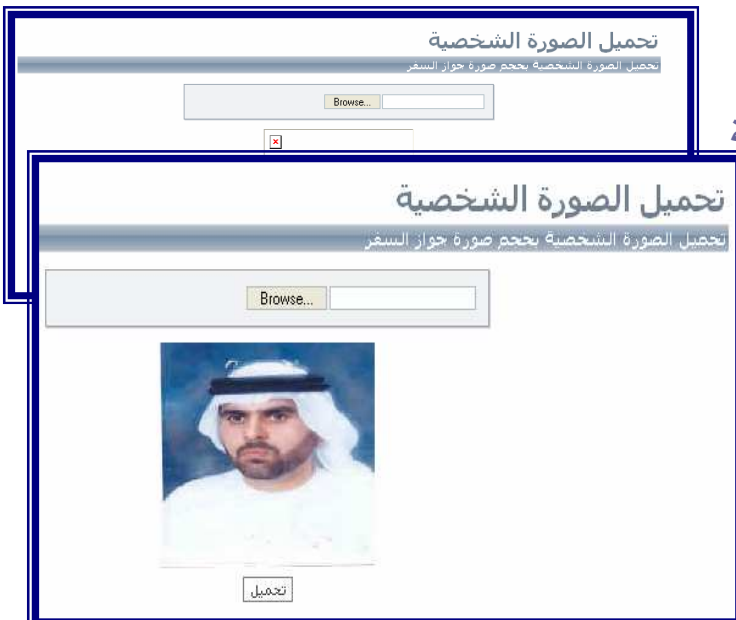 تحميل الصورة الشخصية
تحميل الصورة الشخصية بحجم صورة جواز السفر
Browse...
تحميل الصورة الشخصية
تحميل الصورة الشخصية بحجم صورة جواز السفر
Browse...
تحميل